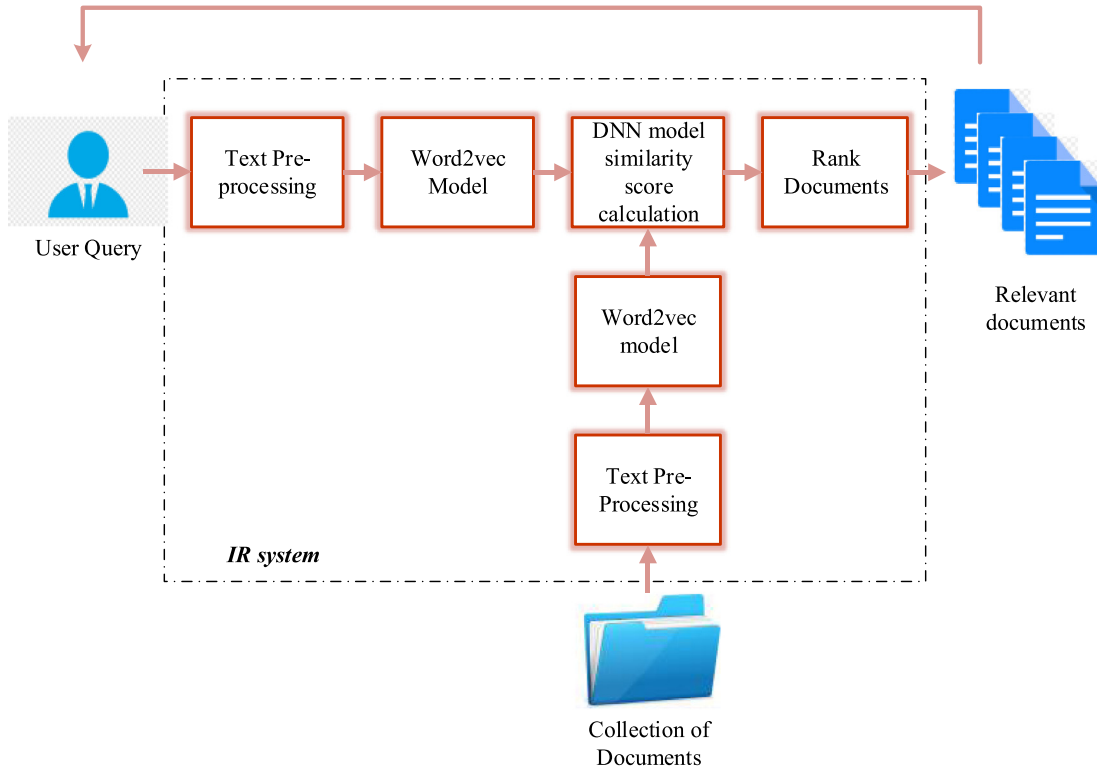 User Query
Text Pre-
processing
Word2vec
Model
DNN model
similarity
score
calculation
Rank
Documents
Relevant
documents
Word2vec
model
Text Pre-
Processing
IR system
Collection of
Documents